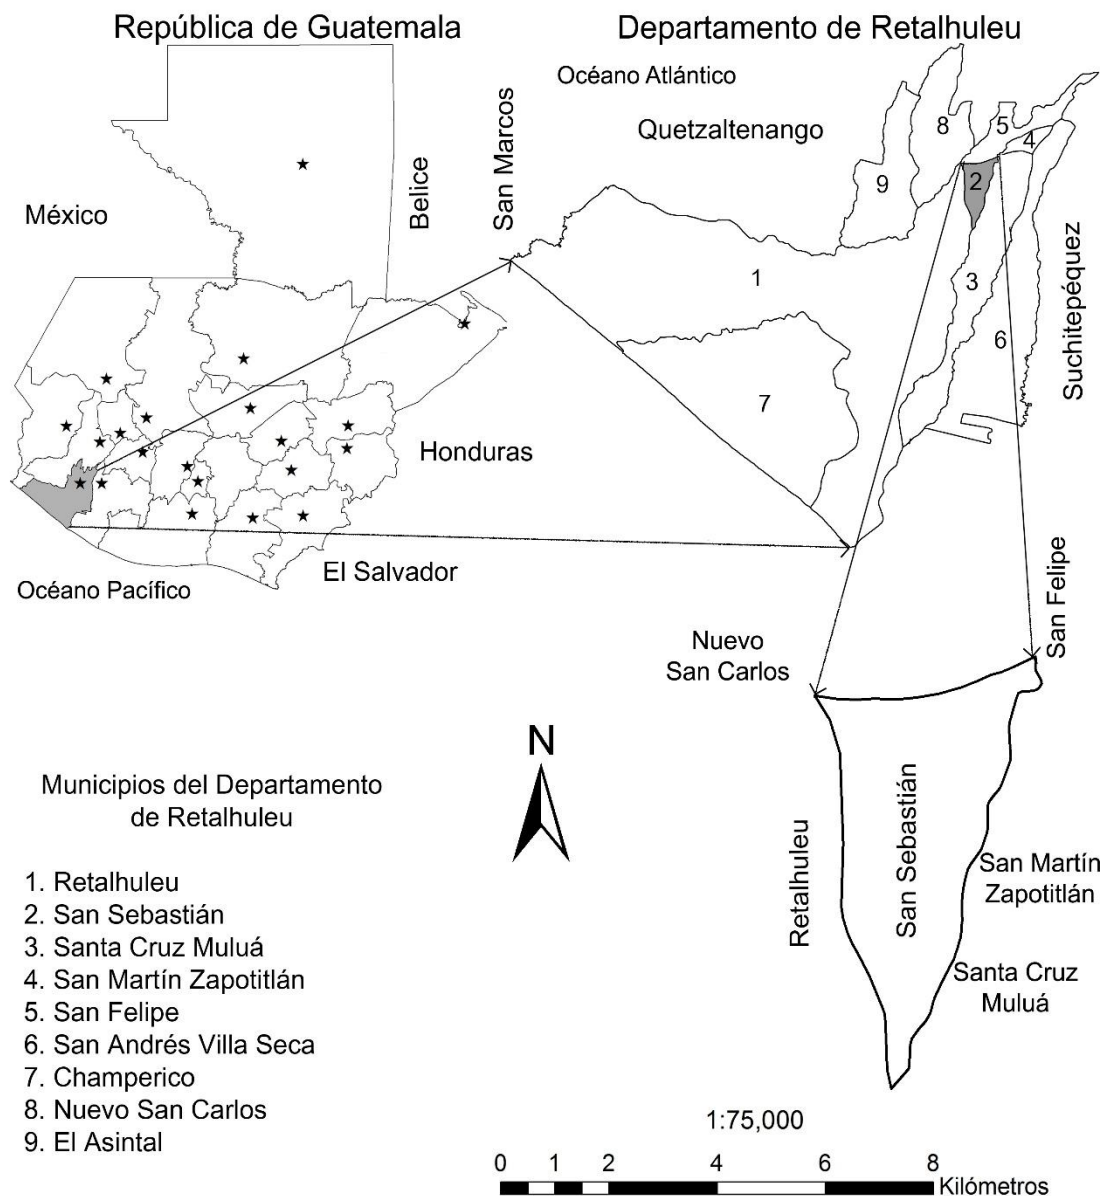 República de Guatemala
Departamento de Retalhuleu
Océano Atlántico
Quetzaltenango
San Marcos
Belice
México
8
5
4
9
2
1
3
6
7
Suchitepéquez
Honduras
El Salvador
Océano Pacífico
San Felipe
Nuevo
San Carlos
N
Municipios del Departamento
de Retalhuleu
1. Retalhuleu
2. San Sebastián
3. Santa Cruz Muluá
4. San Martín Zapotitlán
5. San Felipe
6. San Andrés Villa Seca
7. Champerico
8. Nuevo San Carlos
9. El Asintal
Retalhuleu
San Sebastián
San Martín
Zapotitlán
Santa Cruz
Muluá
1:75,000
0 1 2 4 6 8
Kilómetros